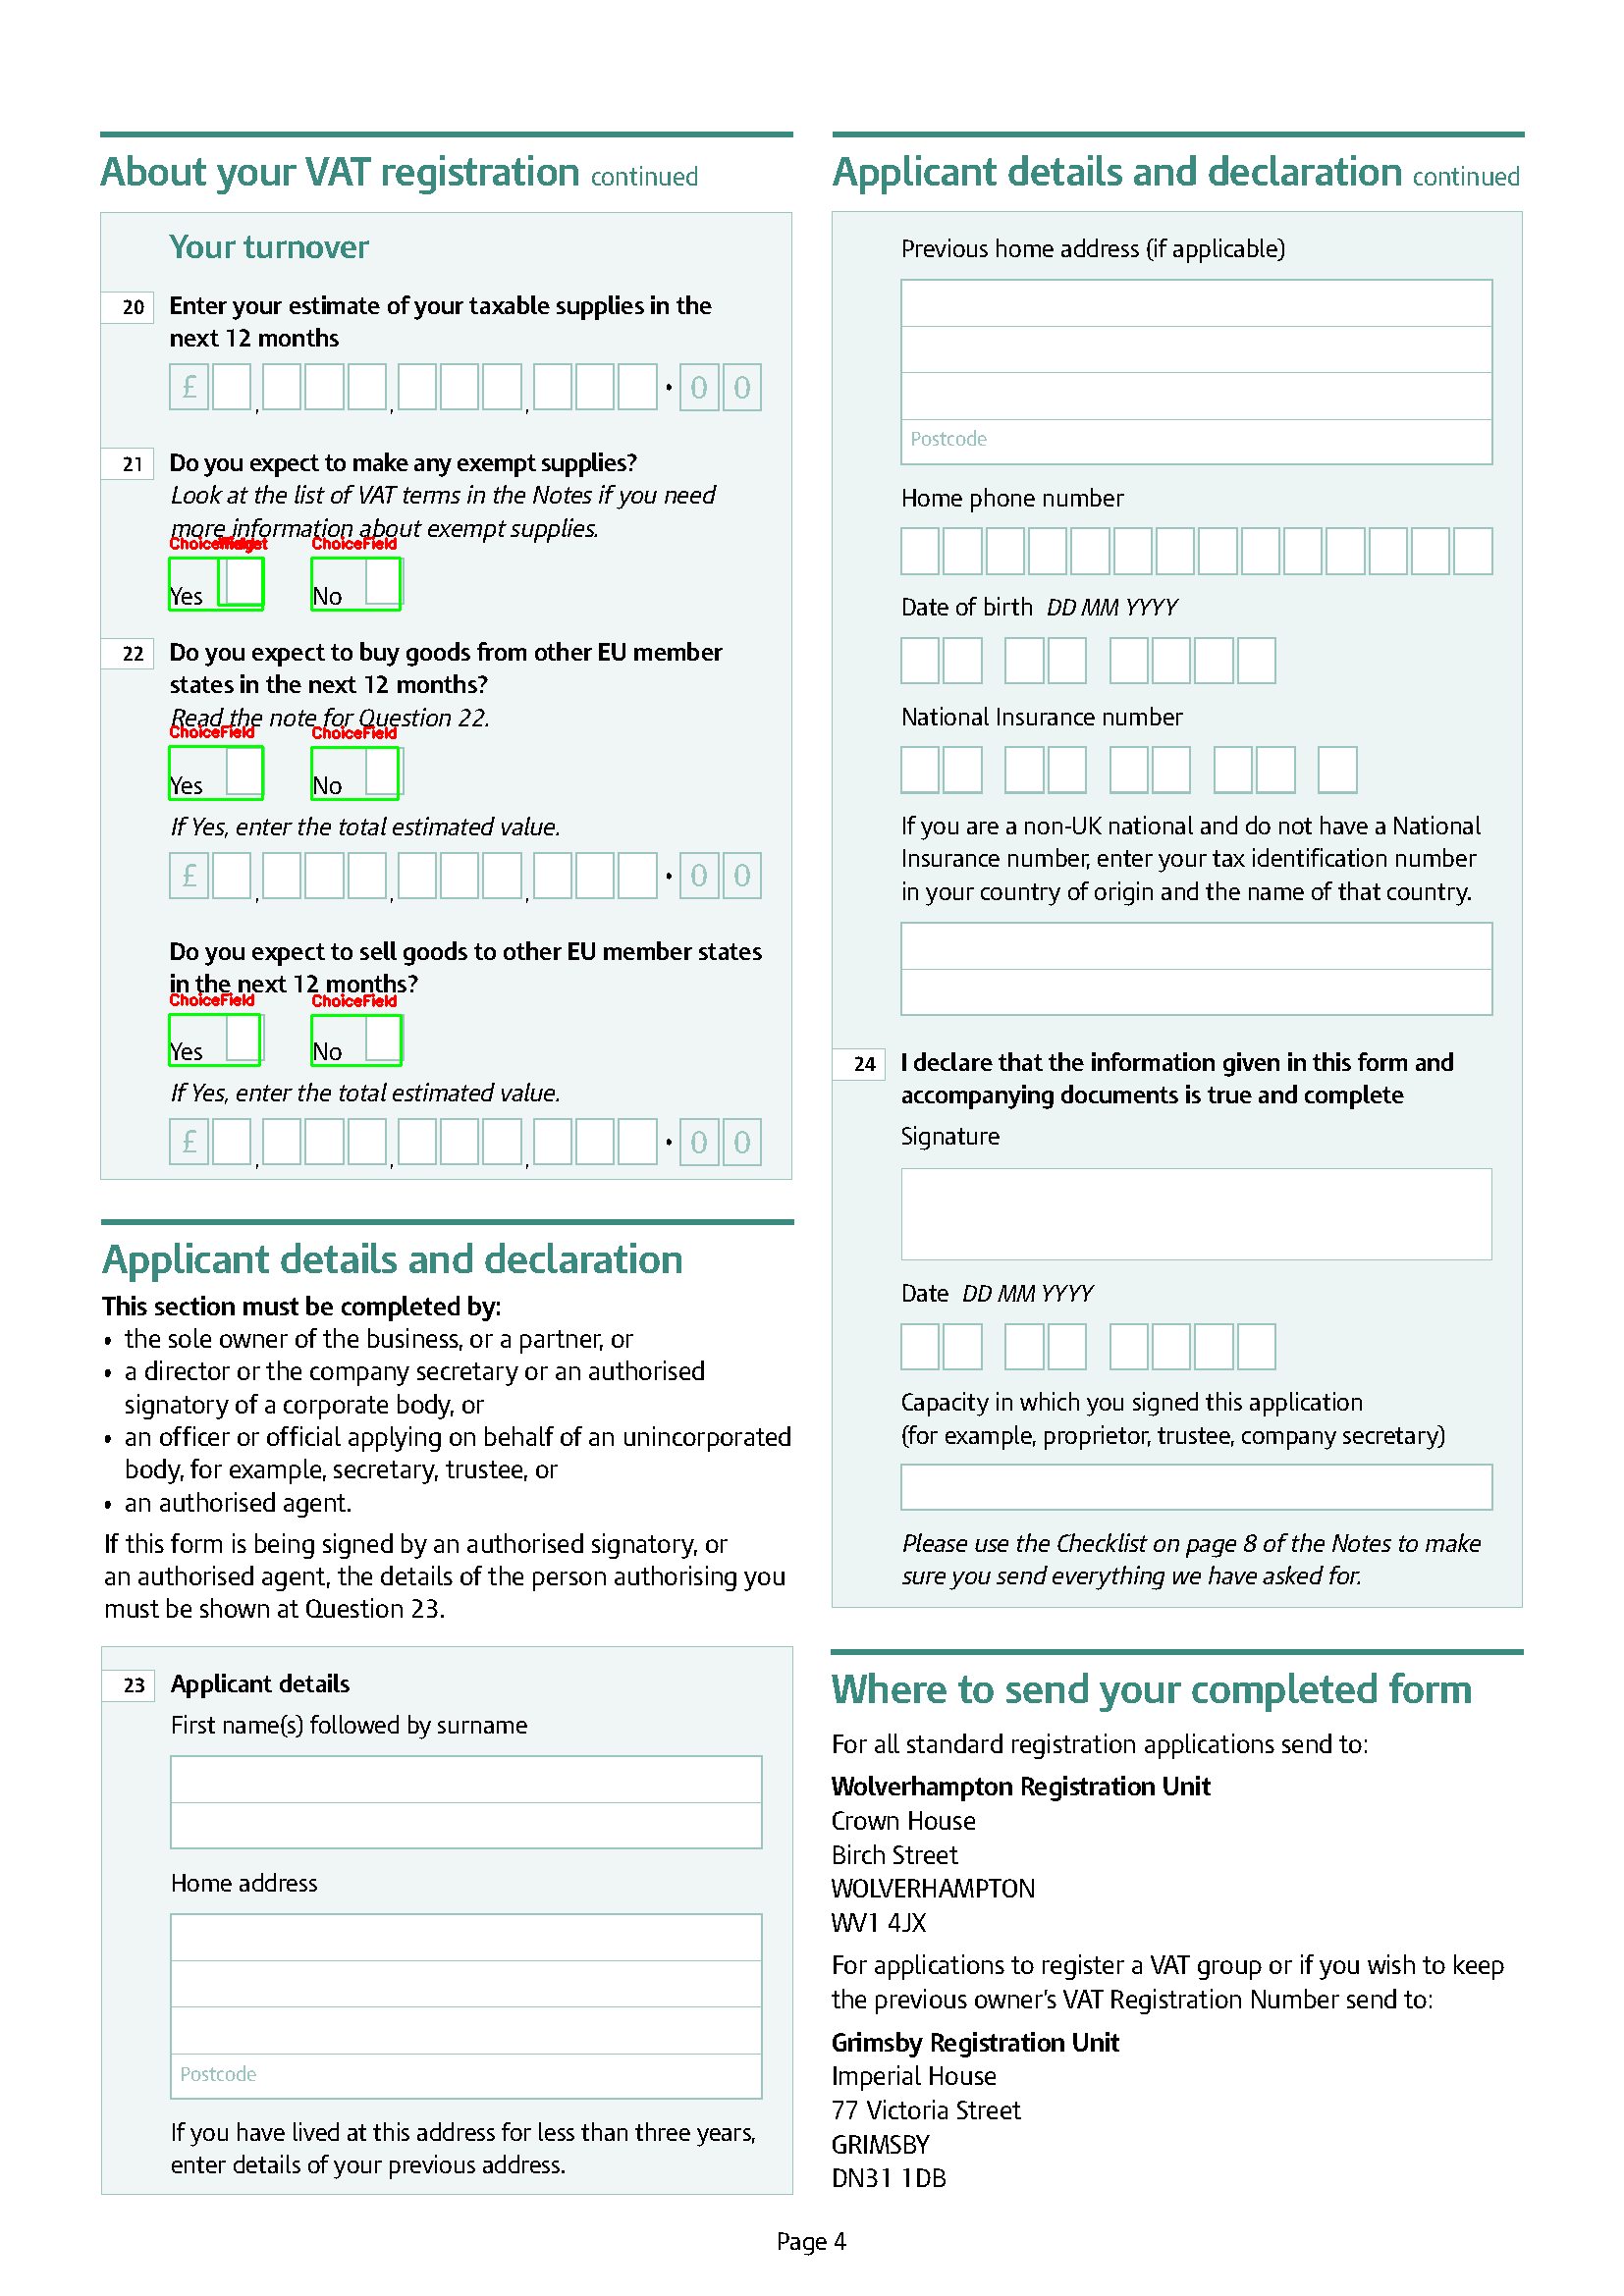 About your VAT registration continued
Your turnover
20 Enter your estimate of your taxable supplies in the
next 12 months
£ , , , • 0 0
21 Do you expect to make any exempt supplies?
Look at the list of VAT terms in the Notes if you need
more information about exempt supplies.
ChoiceField Widget ChoiceField
Yes No
22 Do you expect to buy goods from other EU member
states in the next 12 months?
Read the note for Question 22.
ChoiceField ChoiceField
Yes No
If Yes, enter the total estimated value.
£ , , , • 0 0
Do you expect to sell goods to other EU member states
in the next 12 months?
ChoiceField ChoiceField
Yes No
If Yes, enter the total estimated value.
£ , , , • 0 0
Applicant details and declaration
This section must be completed by:
• the sole owner of the business, or a partner, or
• a director or the company secretary or an authorised
signatory of a corporate body, or
• an officer or official applying on behalf of an unincorporated
body, for example, secretary, trustee, or
• an authorised agent.
If this form is being signed by an authorised signatory, or
an authorised agent, the details of the person authorising you
must be shown at Question 23.
23 Applicant details
First name(s) followed by surname
Home address
Postcode
If you have lived at this address for less than three years,
enter details of your previous address.
Applicant details and declaration continued
Previous home address (if applicable)
Postcode
Home phone number
Date of birth DD MM YYYY
National Insurance number
If you are a non-UK national and do not have a National
Insurance number, enter your tax identification number
in your country of origin and the name of that country.
24 I declare that the information given in this form and
accompanying documents is true and complete
Signature
Date DD MM YYYY
Capacity in which you signed this application
(for example, proprietor, trustee, company secretary)
Please use the Checklist on page 8 of the Notes to make
sure you send everything we have asked for.
Where to send your completed form
For all standard registration applications send to:
Wolverhampton Registration Unit
Crown House
Birch Street
WOLVERHAMPTON
WV1 4JX
For applications to register a VAT group or if you wish to keep
the previous owner's VAT Registration Number send to:
Grimsby Registration Unit
Imperial House
77 Victoria Street
GRIMSBY
DN31 1DB
Page 4